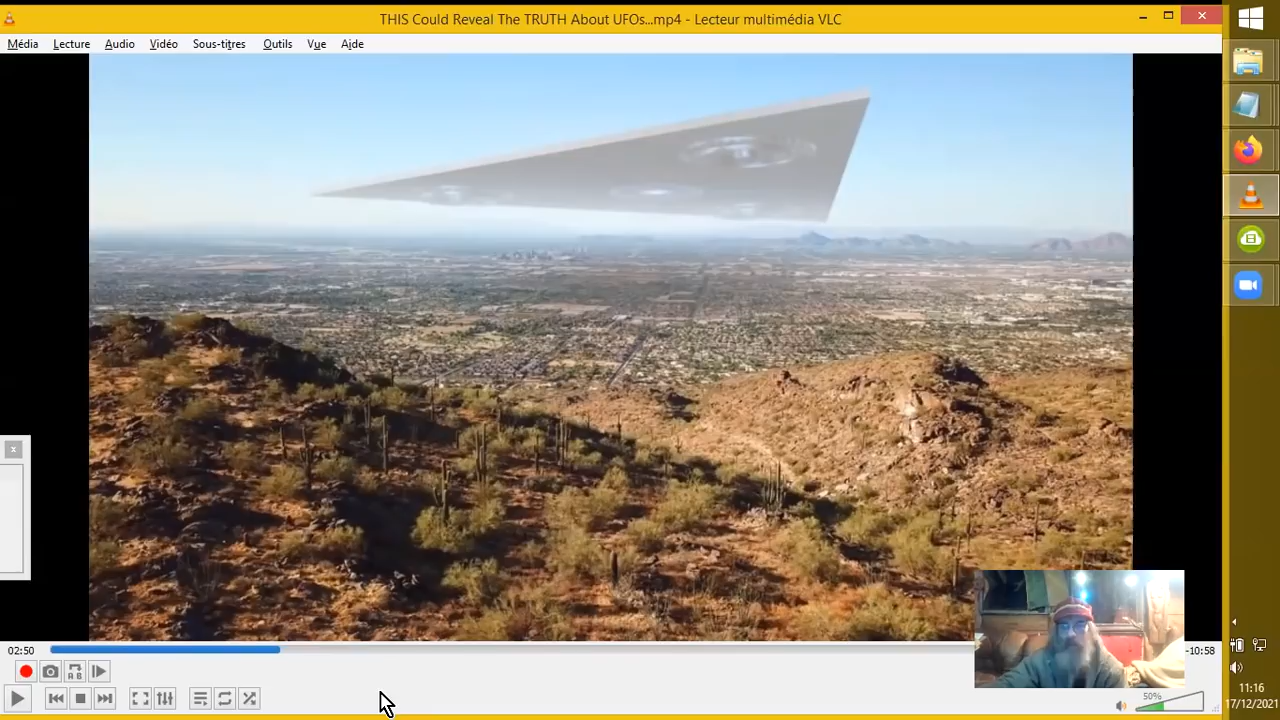 THIS Could Reveal The TRUTH About UFOs...mp4 - Lecteur multimédia VLC
Média Lecture Audio Vidéo Sous-titres Outils Vue Aide
02:50
-10:58
50%
11:16
17/12/2021